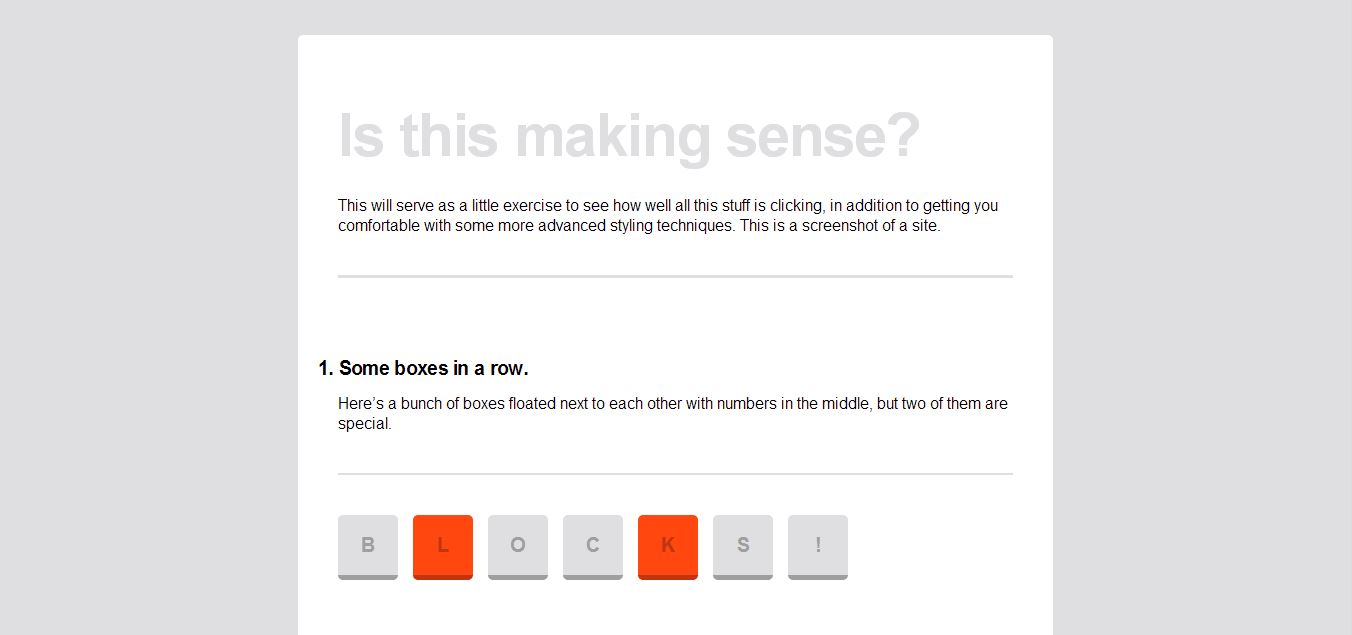 Is this making sense?
This will serve as a little exercise to see how well all this stuff is clicking, in addition to getting you
comfortable with some more advanced styling techniques. This is a screenshot of a site.
1. Some boxes in a row.
Here’s a bunch of boxes floated next to each other with numbers in the middle, but two of them are
special.
B L O C K S !